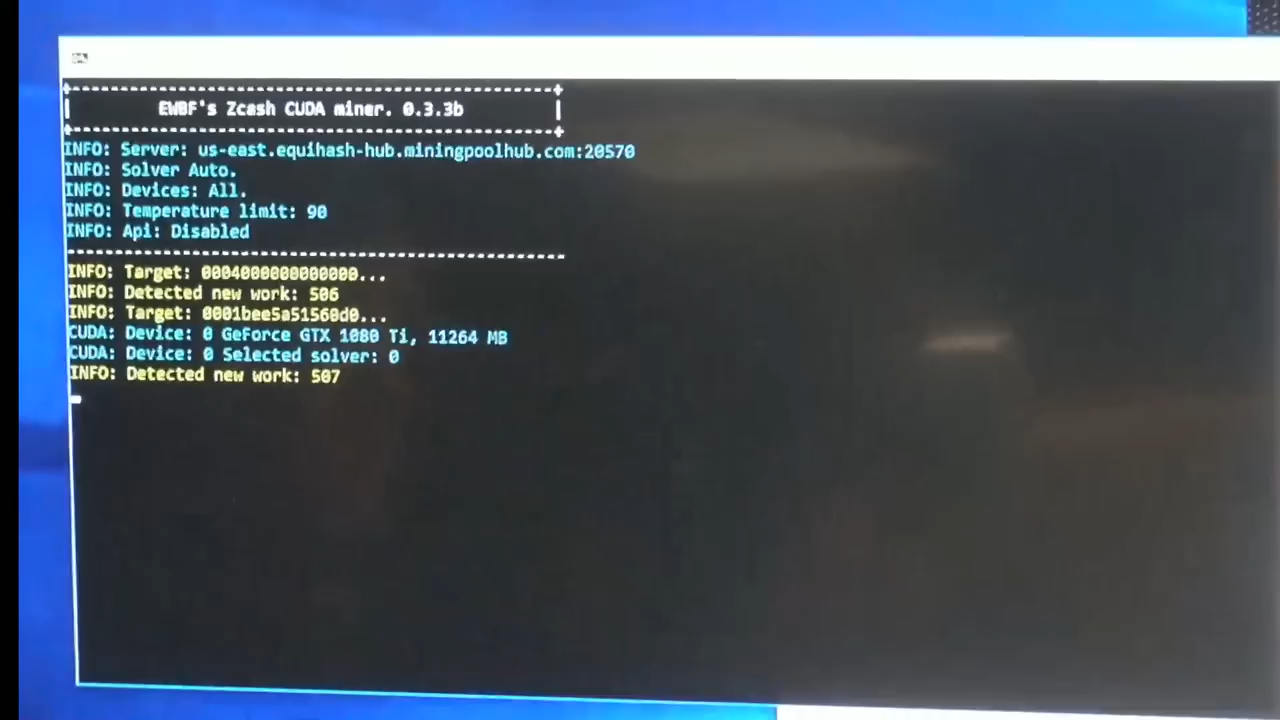 EWBF's Zcash CUDA miner. 0.3.3b
INFO: Server: us-east.equihash-hub.miningpoolhub.com:20570
INFO: Solver Auto.
INFO: Devices: All.
INFO: Temperature limit: 90
INFO: Api: Disabled
INFO: Target: 0004000000000000...
INFO: Detected new work: 506
INFO: Target: 0001bee5a51560d0...
CUDA: Device: 0 GeForce GTX 1080 Ti, 11264 MB
CUDA: Device: 0 Selected solver: 0
INFO: Detected new work: 507